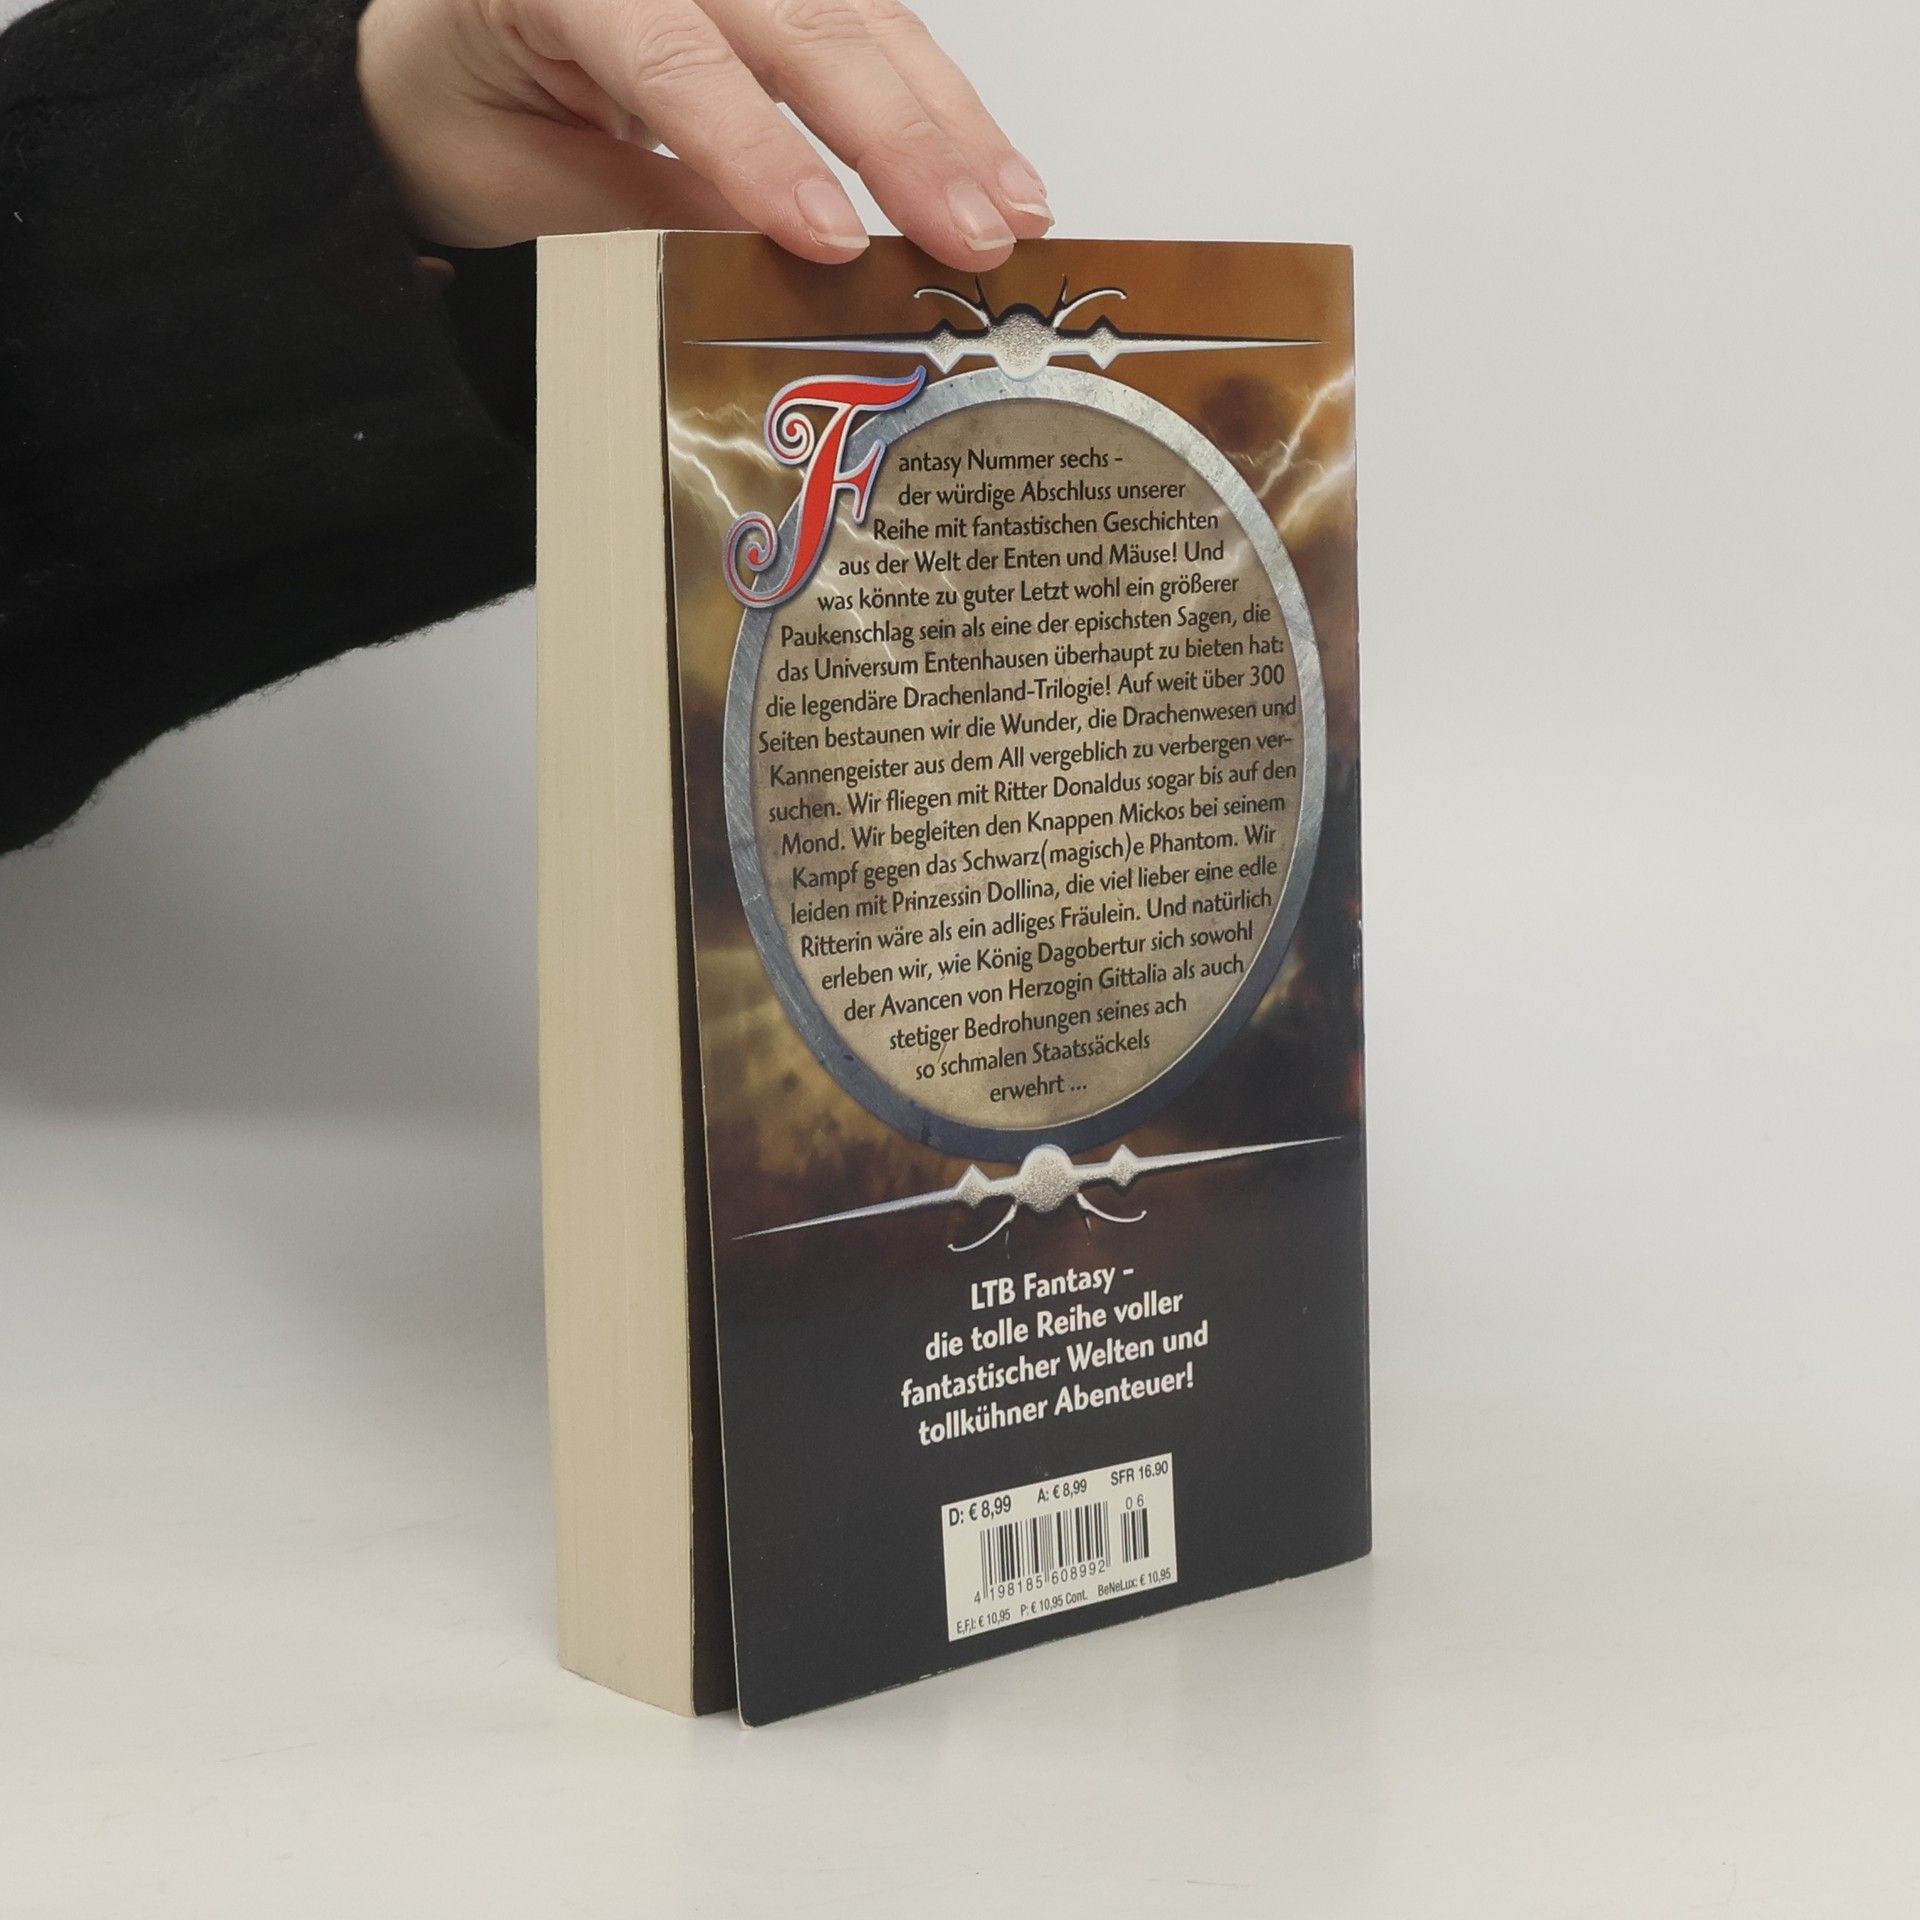 Fantasy Nummer sechs –
der würdige Abschluss unserer
Reihe mit fantastischen Geschichten
aus der Welt der Enten und Mäuse! Und
was könnte zu guter Letzt wohl ein größerer
Paukenschlag sein als eine der epischsten Sagen, die
das Universum Entenhausen überhaupt zu bieten hat:
die legendäre Drachenland-Trilogie! Auf weit über 300
Seiten bestaunen wir die Wunder, die Drachenwesen und
Kannengeister aus dem All vergeblich zu verbergen ver-
suchen. Wir fliegen mit Ritter Donaldus sogar bis auf den
Mond. Wir begleiten den Knappen Mickos bei seinem
Kampf gegen das Schwarz(magisch)e Phantom. Wir
leiden mit Prinzessin Dollina, die viel lieber eine edle
Ritterin wäre als ein adliges Fräulein. Und natürlich
erleben wir, wie König Dagobertur sich sowohl
der Avancen von Herzogin Gittalia als auch
stetiger Bedrohungen seines ach
so schmalen Staatssäckels
erwehrt ...
LTB Fantasy –
die tolle Reihe voller
fantastischer Welten und
tollkühner Abenteuer!
D: € 8,99 A: € 8,99 SFR 16.90
06
4 198185 608992
E,F,I: € 10,95 P: € 10,95 Cont. BeNeLux: € 10,95